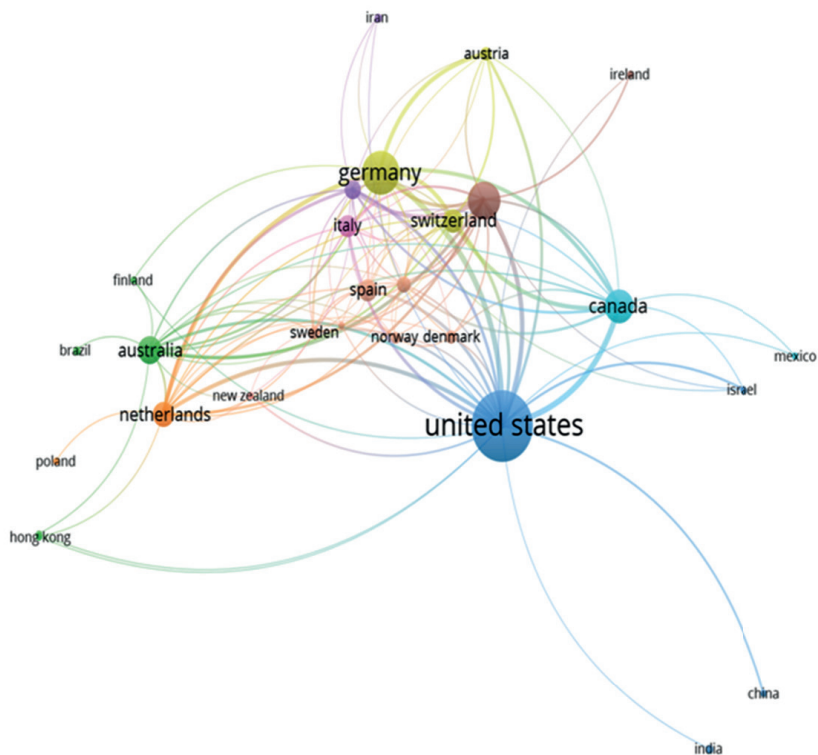 iran
austria
ireland
germany
switzerland
italy
finland
spain
canada
sweden
norway
denmark
brazil
australia
mexico
israel
new zealand
netherlands
united states
poland
hong kong
china
india